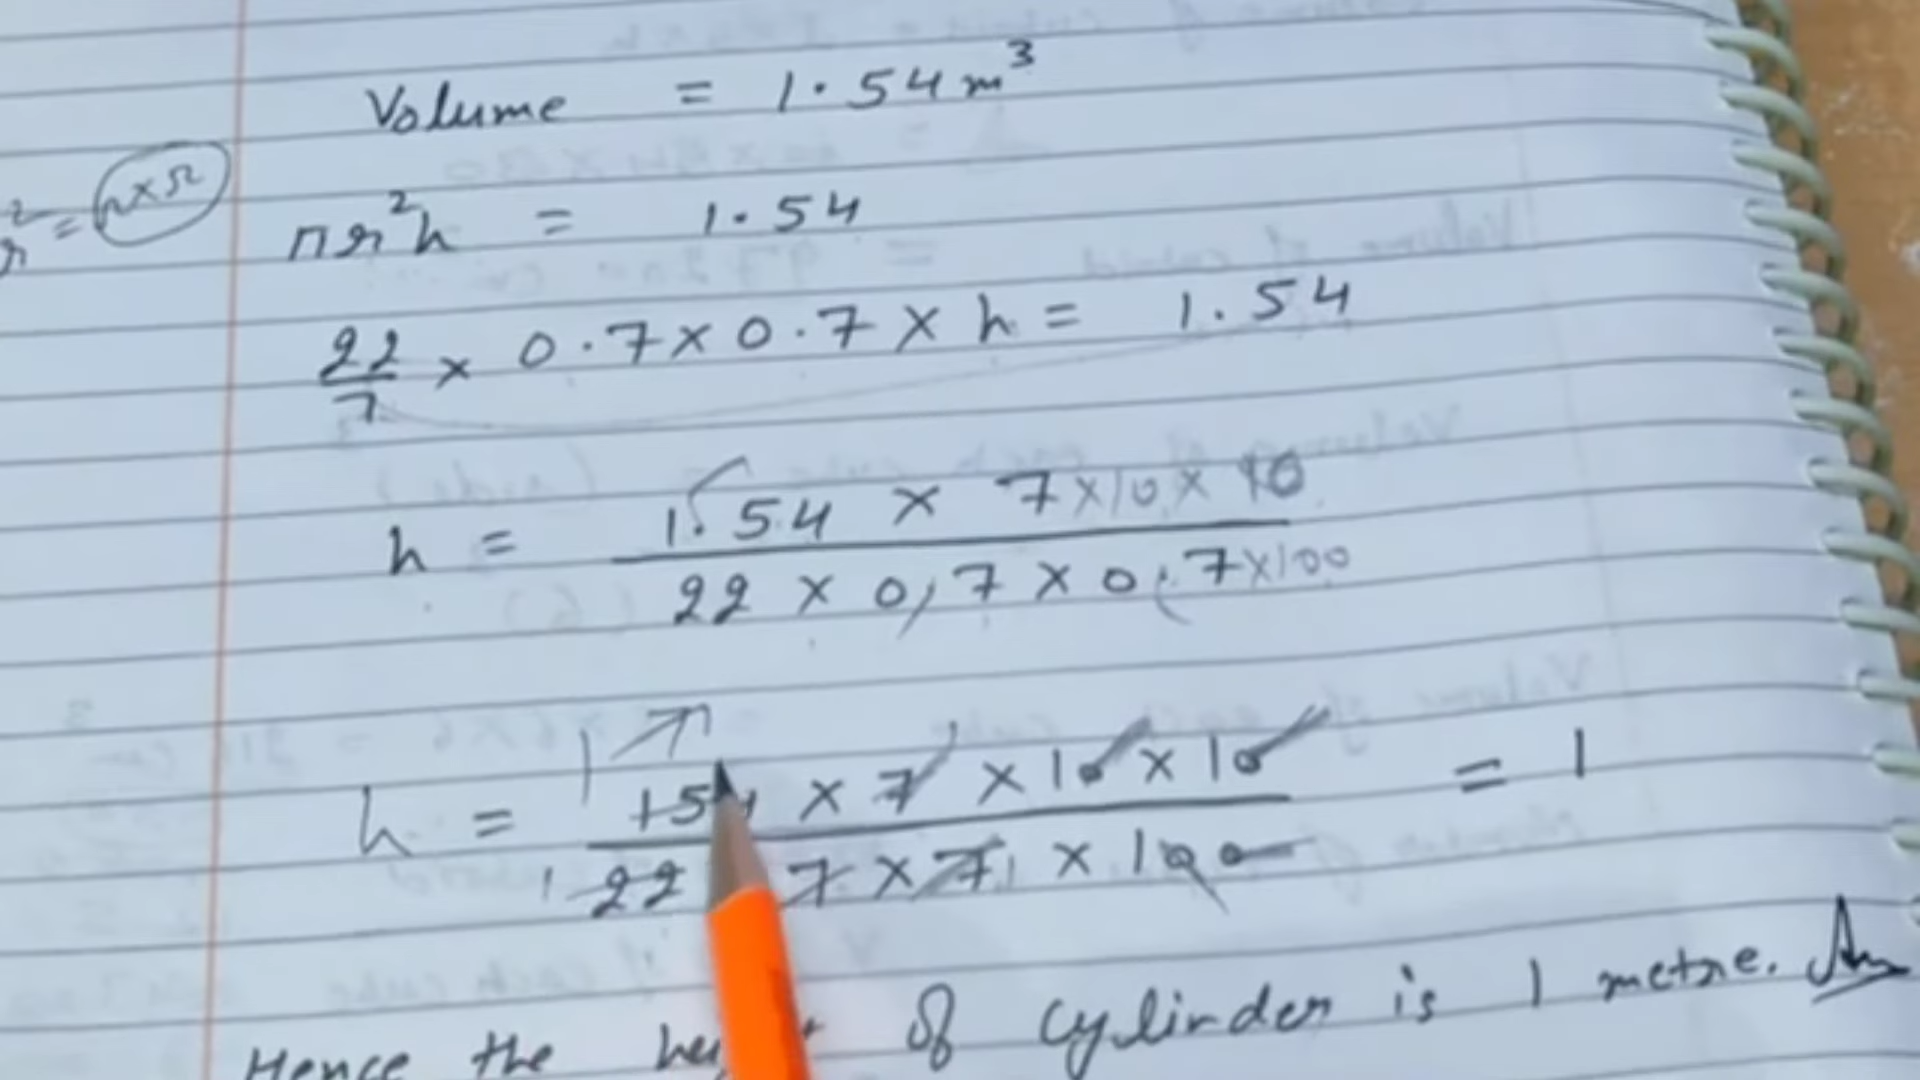 Volume = 1.54 m³
r² = r×r
πr²h = 1.54
22/7 × 0.7 × 0.7 × h = 1.54
h = 1.54 × 7×10×10 / 22 × 0.7 × 0.7×100
h = 154 × 7 × 10 × 10 / 22 7 × 7 × 100 = 1
Hence the of cylinder is 1 metre. Ans